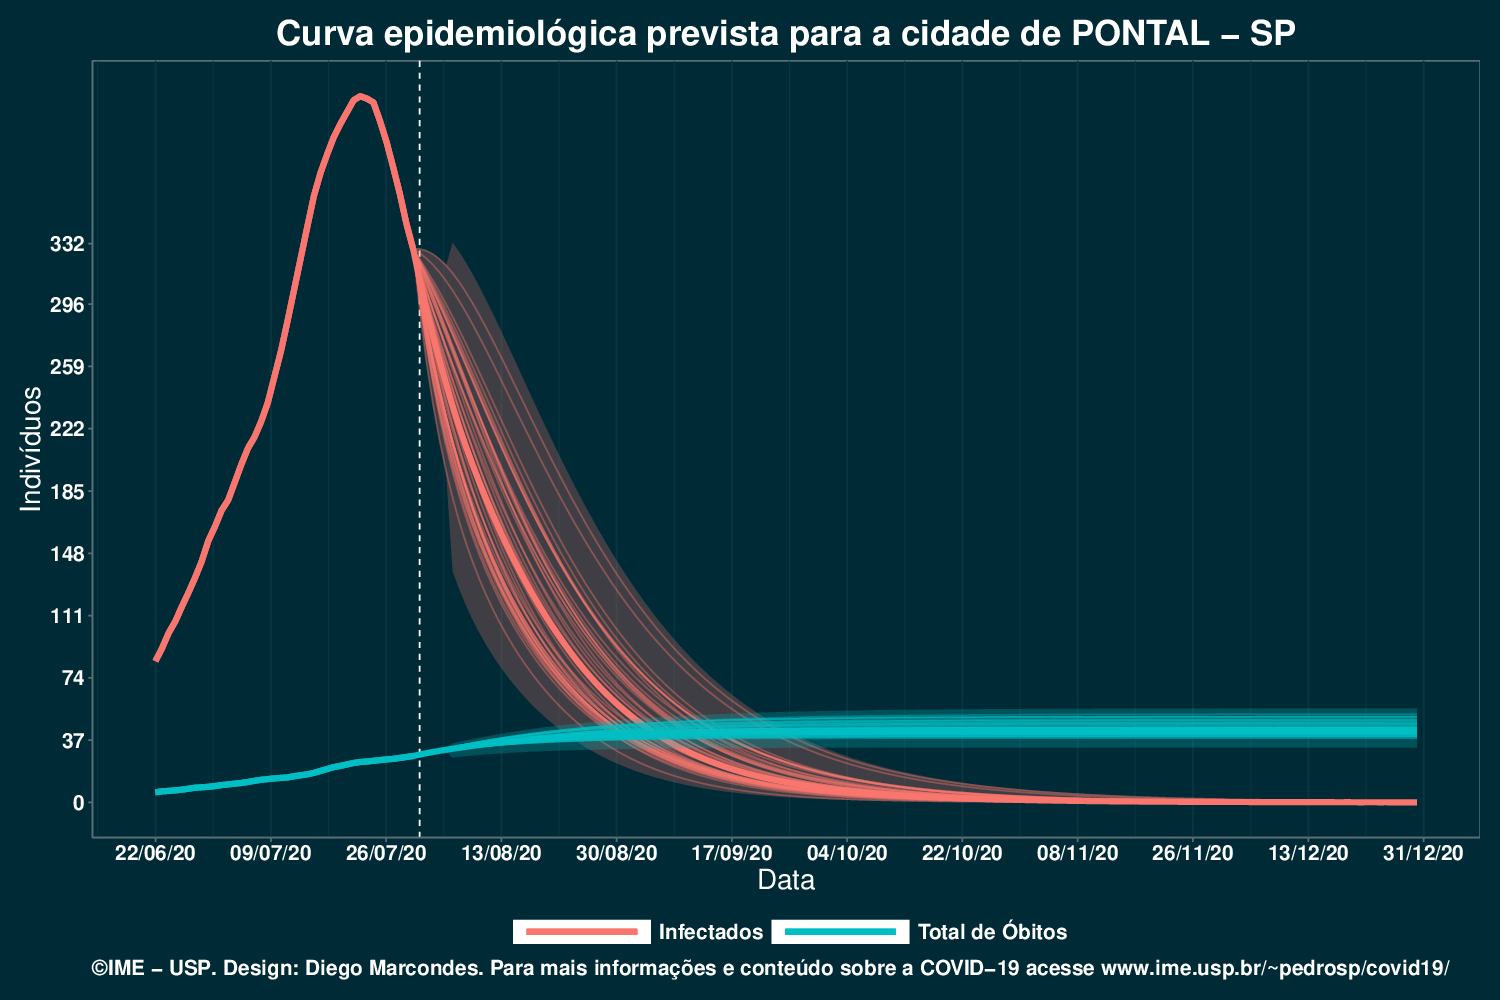 Curva epidemiológica prevista para a cidade de PONTAL − SP
Indivíduos
332
296
259
222
185
148
111
74
37
0
22/06/20 09/07/20 26/07/20 13/08/20 30/08/20 17/09/20 04/10/20 22/10/20 08/11/20 26/11/20 13/12/20 31/12/20
Data
Infectados Total de Óbitos
©IME − USP. Design: Diego Marcondes. Para mais informações e conteúdo sobre a COVID−19 acesse www.ime.usp.br/~pedrosp/covid19/